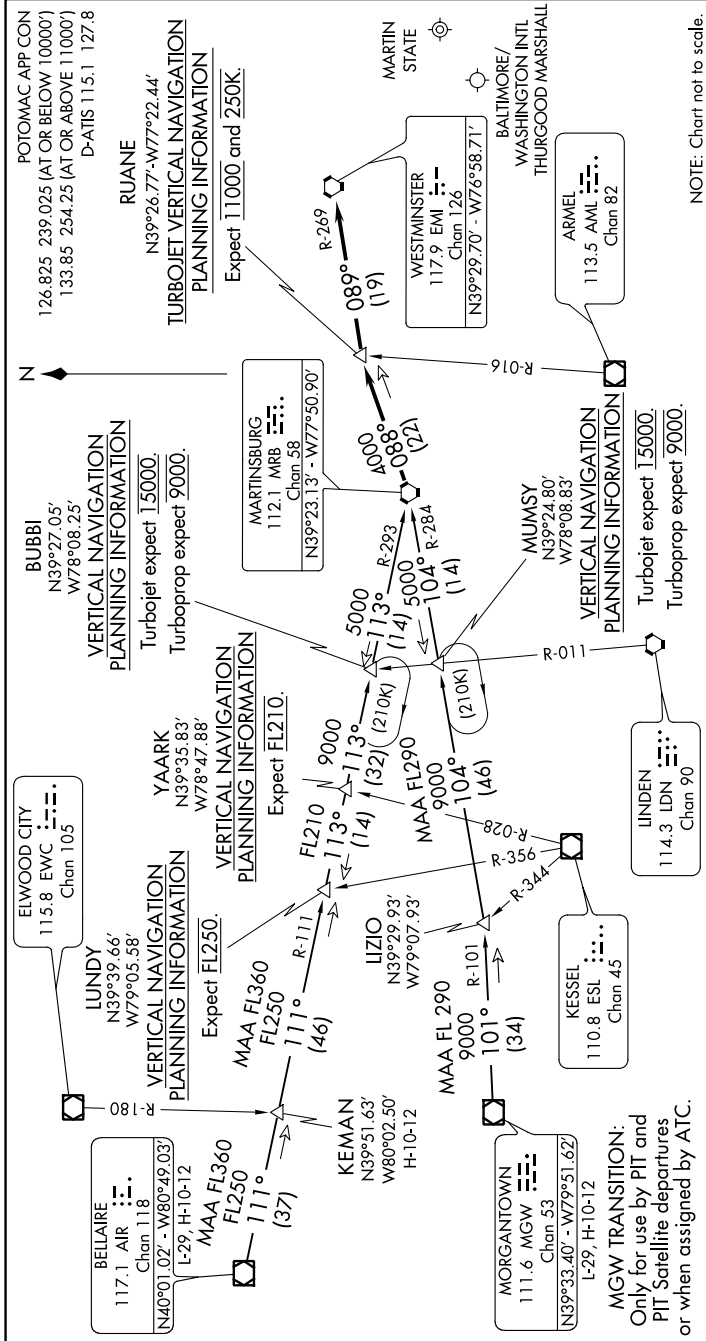 POTOMAC APP CON
126.825 239.025 (AT OR BELOW 10000')
133.85 254.25 (AT OR ABOVE 11000')
D-ATIS 115.1 127.8
N
RUANE
N39°26.77'-W77°22.44'
TURBOJET VERTICAL NAVIGATION
PLANNING INFORMATION
Expect 11000 and 250K.
MARTIN
STATE
BALTIMORE/
WASHINGTON INTL
THURGOOD MARSHALL
BUBBI
N39°27.05'
W78°08.25'
VERTICAL NAVIGATION
PLANNING INFORMATION
Turbojet expect 15000.
Turboprop expect 9000.
MARTINSBURG
112.1 MRB
Chan 58
N39°23.13' - W77°50.90'
WESTMINSTER
117.9 EMI
Chan 126
N39°29.70' - W76°58.71'
R-269
089°
(19)
4000
088°
(22)
R-016
ARMEL
113.5 AML
Chan 82
ELWOOD CITY
115.8 EWC
Chan 105
YAARK
N39°35.83'
W78°47.88'
VERTICAL NAVIGATION
PLANNING INFORMATION
Expect FL210.
LUNDY
N39°39.66'
W79°05.58'
VERTICAL NAVIGATION
PLANNING INFORMATION
Expect FL250.
R-293
5000
113°
(14)
R-284
5000
104°
(14)
(210K)
(210K)
9000
113°
(32)
FL210
113°
(14)
R-111
MAA FL360
FL250
111°
(46)
R-180
BELLAIRE
117.1 AIR
Chan 118
N40°01.02' - W80°49.03'
L-29, H-10-12
MAA FL360
FL250
111°
(37)
KEMAN
N39°51.63'
W80°02.50'
H-10-12
MAA FL290
9000
104°
(46)
R-028
R-356
R-344
R-011
LIZIO
N39°29.93'
W79°07.93'
R-101
MAA FL 290
9000
101°
(34)
MORGANTOWN
111.6 MGW
Chan 53
N39°33.40' - W79°51.62'
L-29, H-10-12
KESSEL
110.8 ESL
Chan 45
LINDEN
114.3 LDN
Chan 90
MUMSY
N39°24.80'
W78°08.83'
VERTICAL NAVIGATION
PLANNING INFORMATION
Turbojet expect 15000.
Turboprop expect 9000.
MGW TRANSITION:
Only for use by PIT and
PIT Satellite departures
or when assigned by ATC.
NOTE: Chart not to scale.